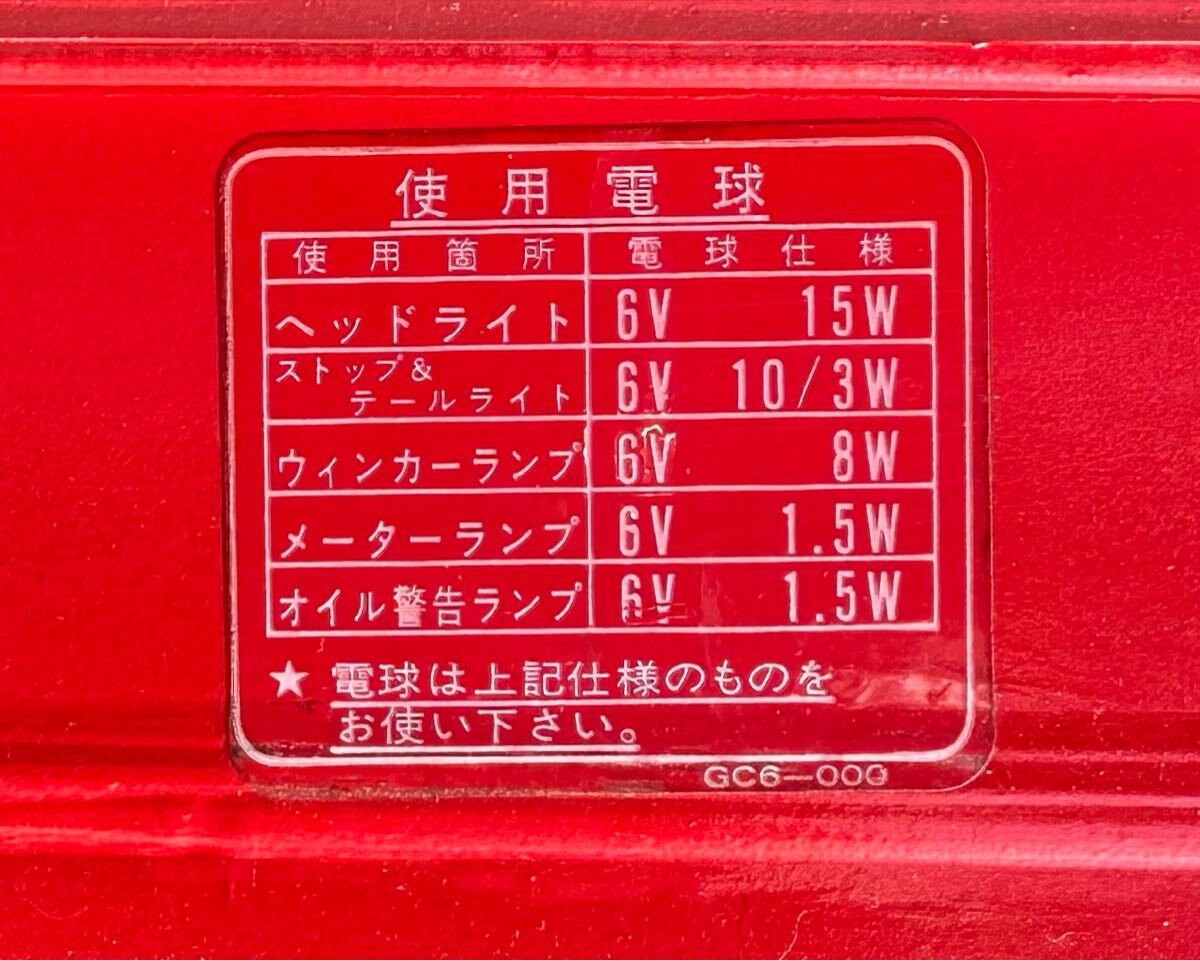 使用電球
使用箇所 電球仕様
ヘッドライト 6V 15W
ストップ&
テールライト 6V 10/3W
ウィンカーランプ 6V 8W
メーターランプ 6V 1.5W
オイル警告ランプ 6V 1.5W
★ 電球は上記仕様のものを
お使い下さい。
GC6-000